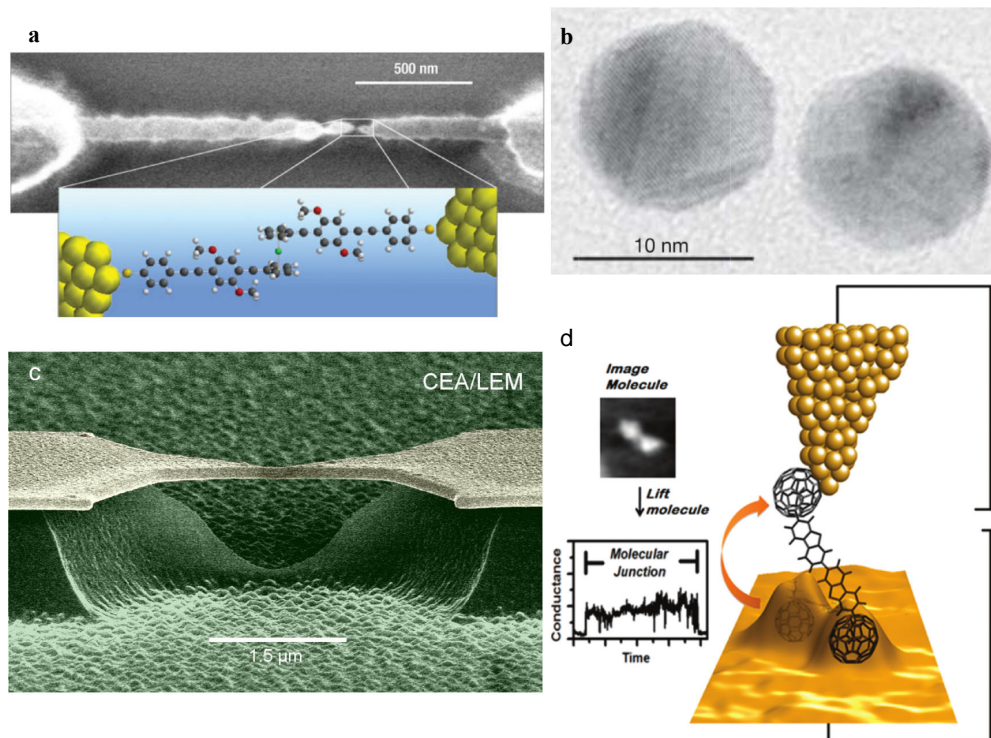 a
500 nm
b
10 nm
c
CEA/LEM
1.5 μm
d
Image
Molecule
Lift
molecule
Molecular
Junction
Conductance
Time